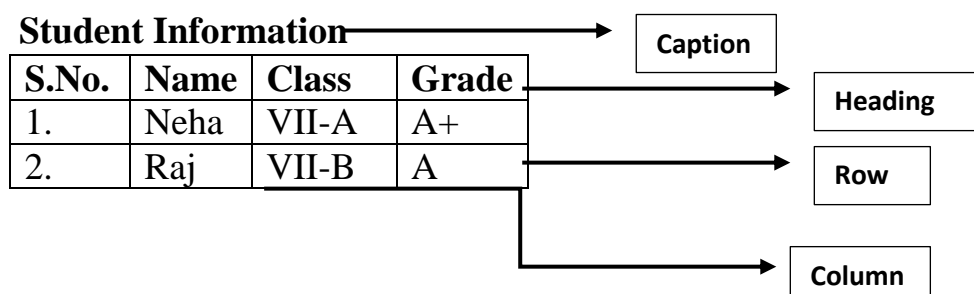 Student Information
Caption
S.No. Name Class Grade
Heading
1. Neha VII-A A+
2. Raj VII-B A
Row
Column